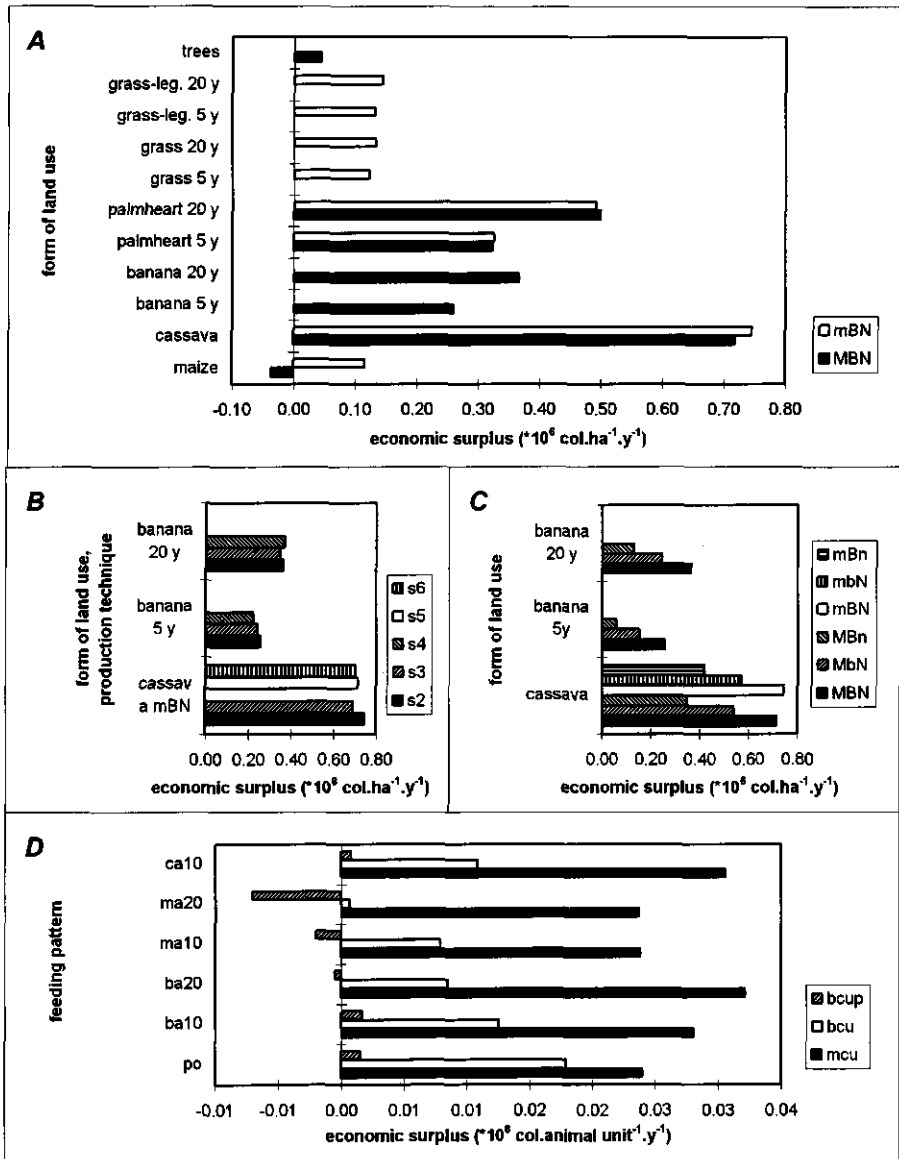 A
form of land use
trees
grass-leg. 20 y
grass-leg. 5 y
grass 20 y
grass 5 y
palmheart 20 y
palmheart 5 y
banana 20 y
banana 5 y
cassava
maize
-0.10 0.00 0.10 0.20 0.30 0.40 0.50 0.60 0.70 0.80
economic surplus (*10⁶ col.ha⁻¹.y⁻¹)
mBN
MBN
B
form of land use,
production technique
banana
20 y
banana
5 y
cassav
a mBN
0.00 0.20 0.40 0.60 0.80
economic surplus (*10⁶ col.ha⁻¹.y⁻¹)
s6
s5
s4
s3
s2
C
form of land use
banana
20 y
banana
5y
cassava
0.00 0.20 0.40 0.60 0.80
economic surplus (*10⁶ col.ha⁻¹.y⁻¹)
mBn
mbN
mBN
MBn
MbN
MBN
D
feeding pattern
ca10
ma20
ma10
ba20
ba10
po
-0.01 -0.01 0.00 0.01 0.01 0.02 0.02 0.03 0.03 0.04
economic surplus (*10⁶ col.animal unit⁻¹.y⁻¹)
bcup
bcu
mcu